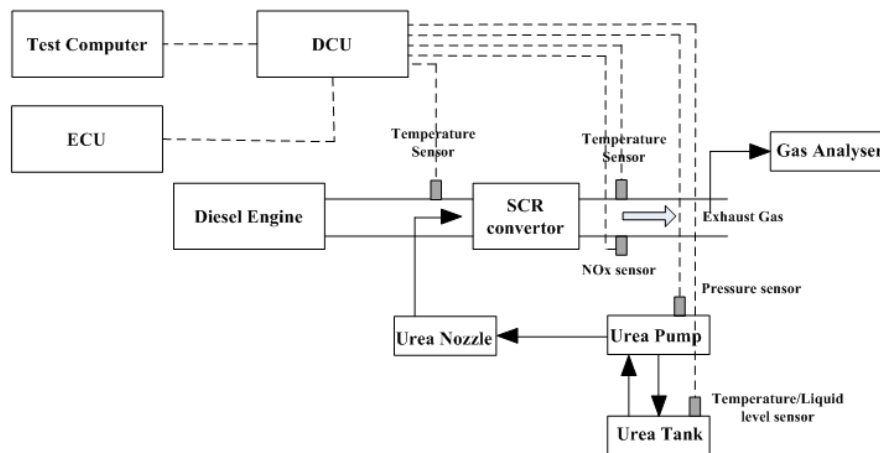 Test Computer
DCU
ECU
Temperature
Sensor
Temperature
Sensor
Gas Analyser
Diesel Engine
SCR
convertor
Exhaust Gas
NOx sensor
Pressure sensor
Urea Nozzle
Urea Pump
Temperature/Liquid
level sensor
Urea Tank